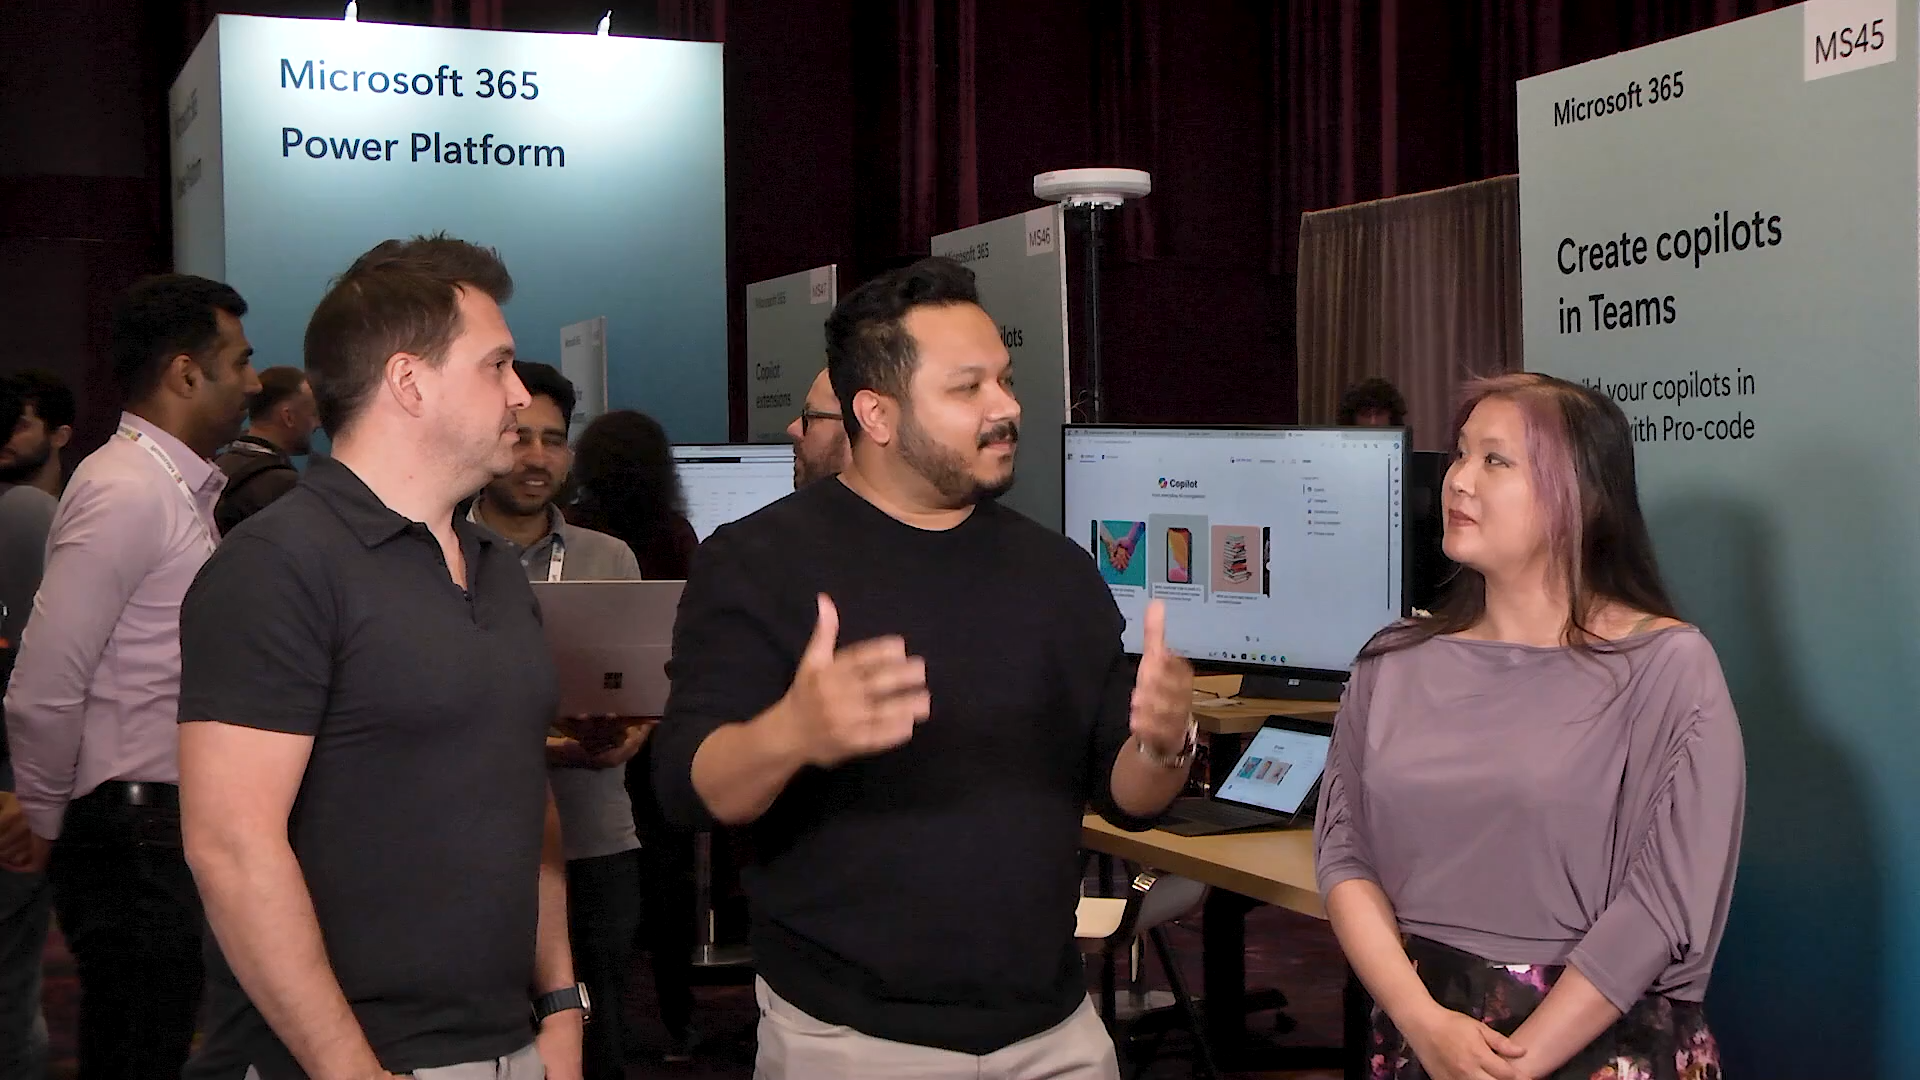 Microsoft 365
Power Platform
Microsoft 365
MS47
Copilot
extensions
Microsoft 365
MS46
Copilot
Microsoft 365
MS45
Create copilots
in Teams
your copilots in
with Pro-code